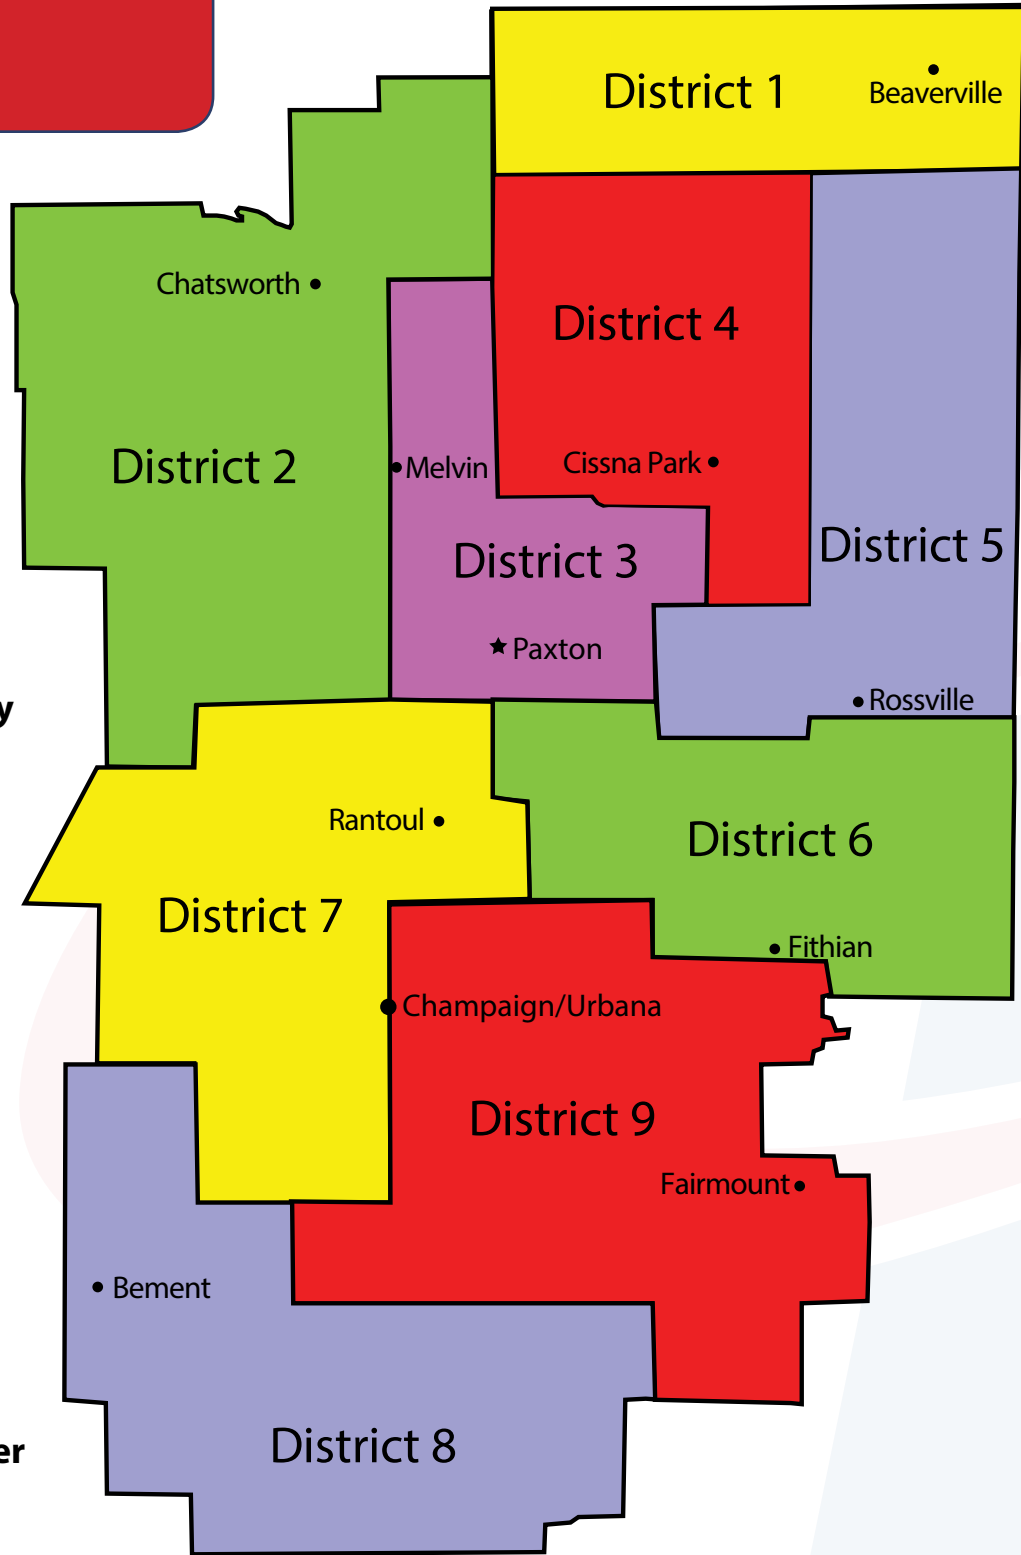 District 1
Beaverville
Chatsworth
District 4
District 2
Melvin
Cissna Park
District 5
District 3
Paxton
Rossville
y
Rantoul
District 6
District 7
Fithian
Champaign/Urbana
District 9
Fairmount
Bement
District 8
er